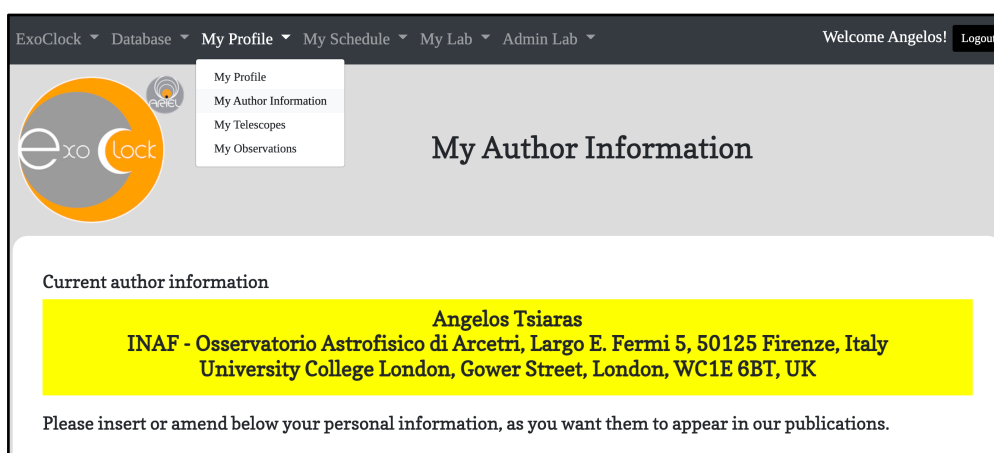 ExoClock Database My Profile My Schedule My Lab Admin Lab Welcome Angelos! Logout
My Profile
My Author Information
My Telescopes
My Observations
ARIEL
exo clock
My Author Information
Current author information
Angelos Tsiaras
INAF - Osservatorio Astrofisico di Arcetri, Largo E. Fermi 5, 50125 Firenze, Italy
University College London, Gower Street, London, WC1E 6BT, UK
Please insert or amend below your personal information, as you want them to appear in our publications.